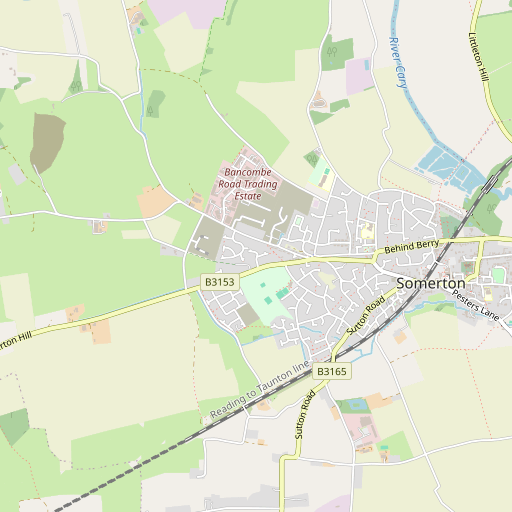 River Cary
Littleton Hill
Bancombe
Road Trading
Estate
Behind Berry
B3153
Somerton
Pesters Lane
Sutton Road
erton Hill
Reading to Taunton line
B3165
Sutton Road